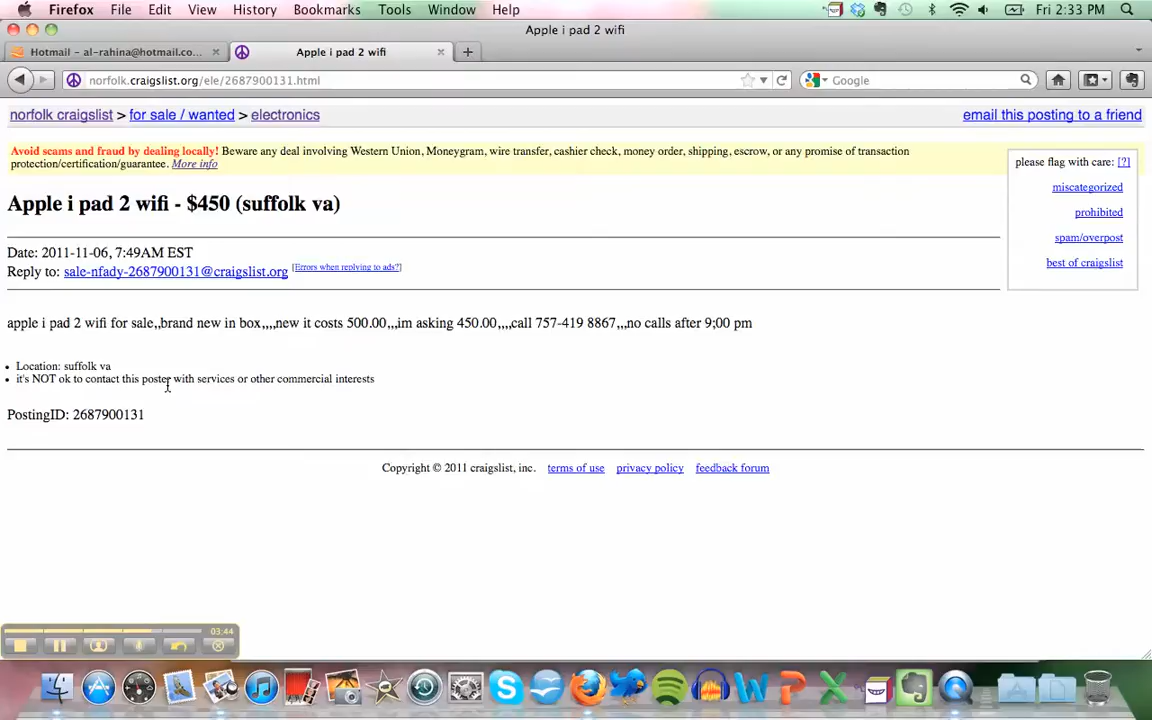 Firefox File Edit View History Bookmarks Tools Window Help Fri 2:33 PM
Apple i pad 2 wifi
Hotmail - al-rahina@hotmail.co... Apple i pad 2 wifi
norfolk.craigslist.org/ele/2687900131.html Google
norfolk craigslist > for sale / wanted > electronics email this posting to a friend
Avoid scams and fraud by dealing locally! Beware any deal involving Western Union, Moneygram, wire transfer, cashier check, money order, shipping, escrow, or any promise of transaction
protection/certification/guarantee. More info
please flag with care: [?]
miscategorized
prohibited
spam/overpost
best of craigslist
Apple i pad 2 wifi - $450 (suffolk va)
Date: 2011-11-06, 7:49AM EST
Reply to: sale-nfady-2687900131@craigslist.org [Errors when replying to ads?]
apple i pad 2 wifi for sale,,brand new in box,,,,new it costs 500.00,,,im asking 450.00,,,,call 757-419 8867,,,no calls after 9;00 pm
• Location: suffolk va
• it's NOT ok to contact this poster with services or other commercial interests
PostingID: 2687900131
Copyright © 2011 craigslist, inc. terms of use privacy policy feedback forum
03:44